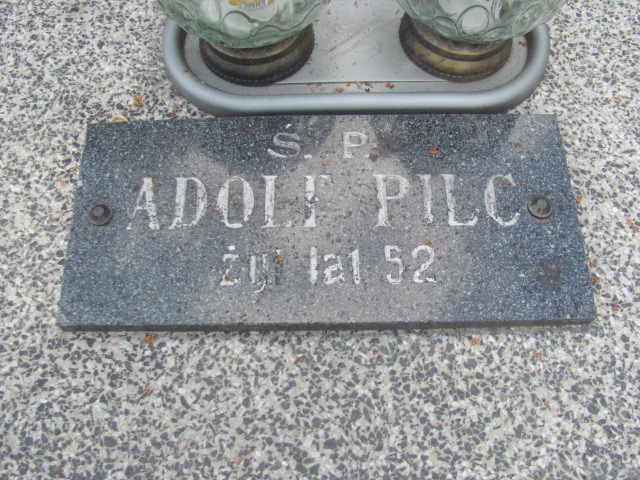 Ś. P.
ADOLF PILC
żył lat 52